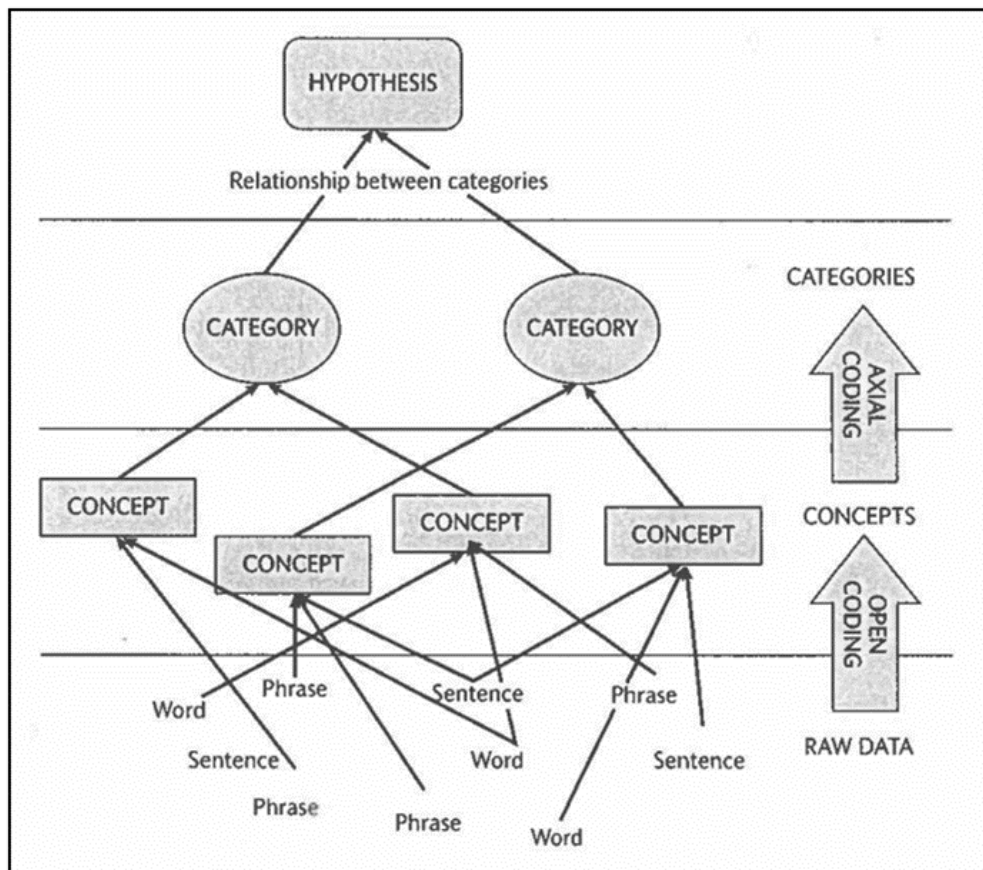 HYPOTHESIS
Relationship between categories
CATEGORIES
CATEGORY
CATEGORY
AXIAL
CODING
CONCEPT
CONCEPT
CONCEPT
CONCEPT
CONCEPTS
OPEN
CODING
Word
Phrase
Sentence
Phrase
Sentence
Word
Sentence
RAW DATA
Phrase
Phrase
Word